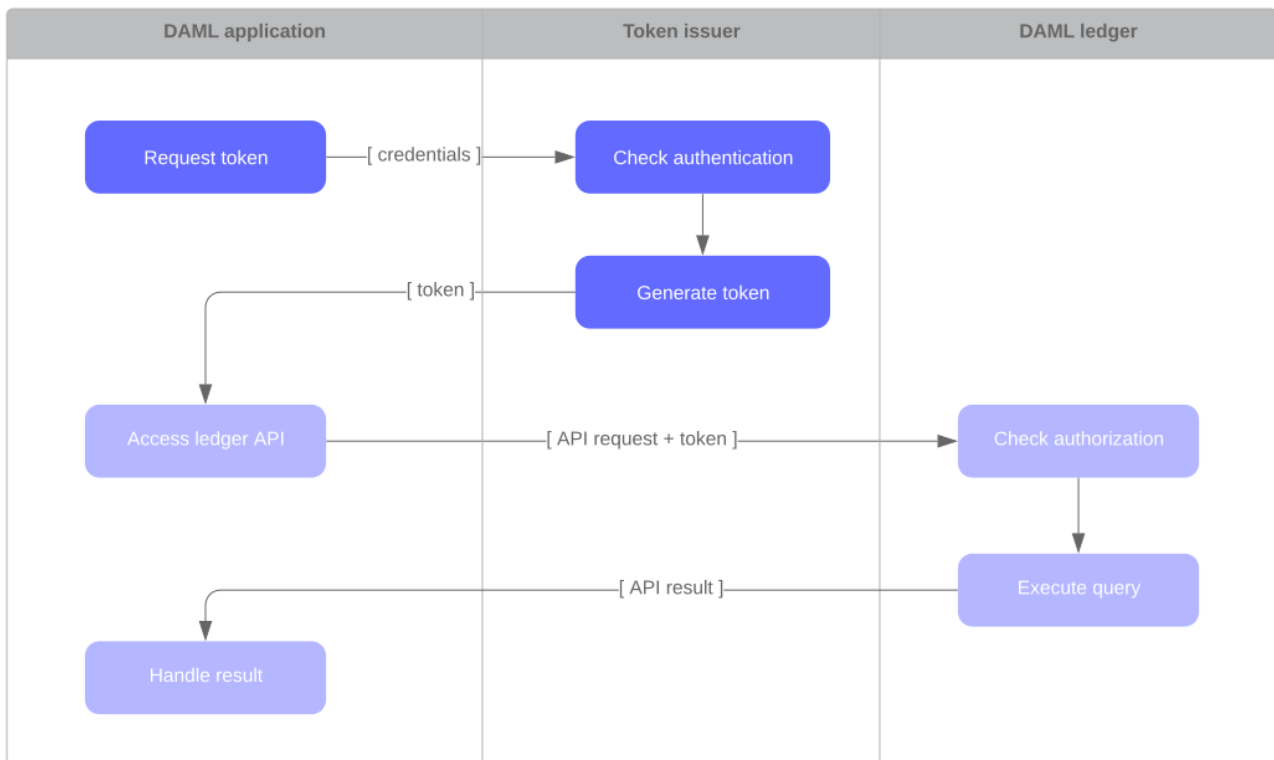 DAML application
Token issuer
DAML ledger
Request token
[ credentials ]
Check authentication
[ token ]
Generate token
Access ledger API
[ API request + token ]
Check authorization
[ API result ]
Execute query
Handle result